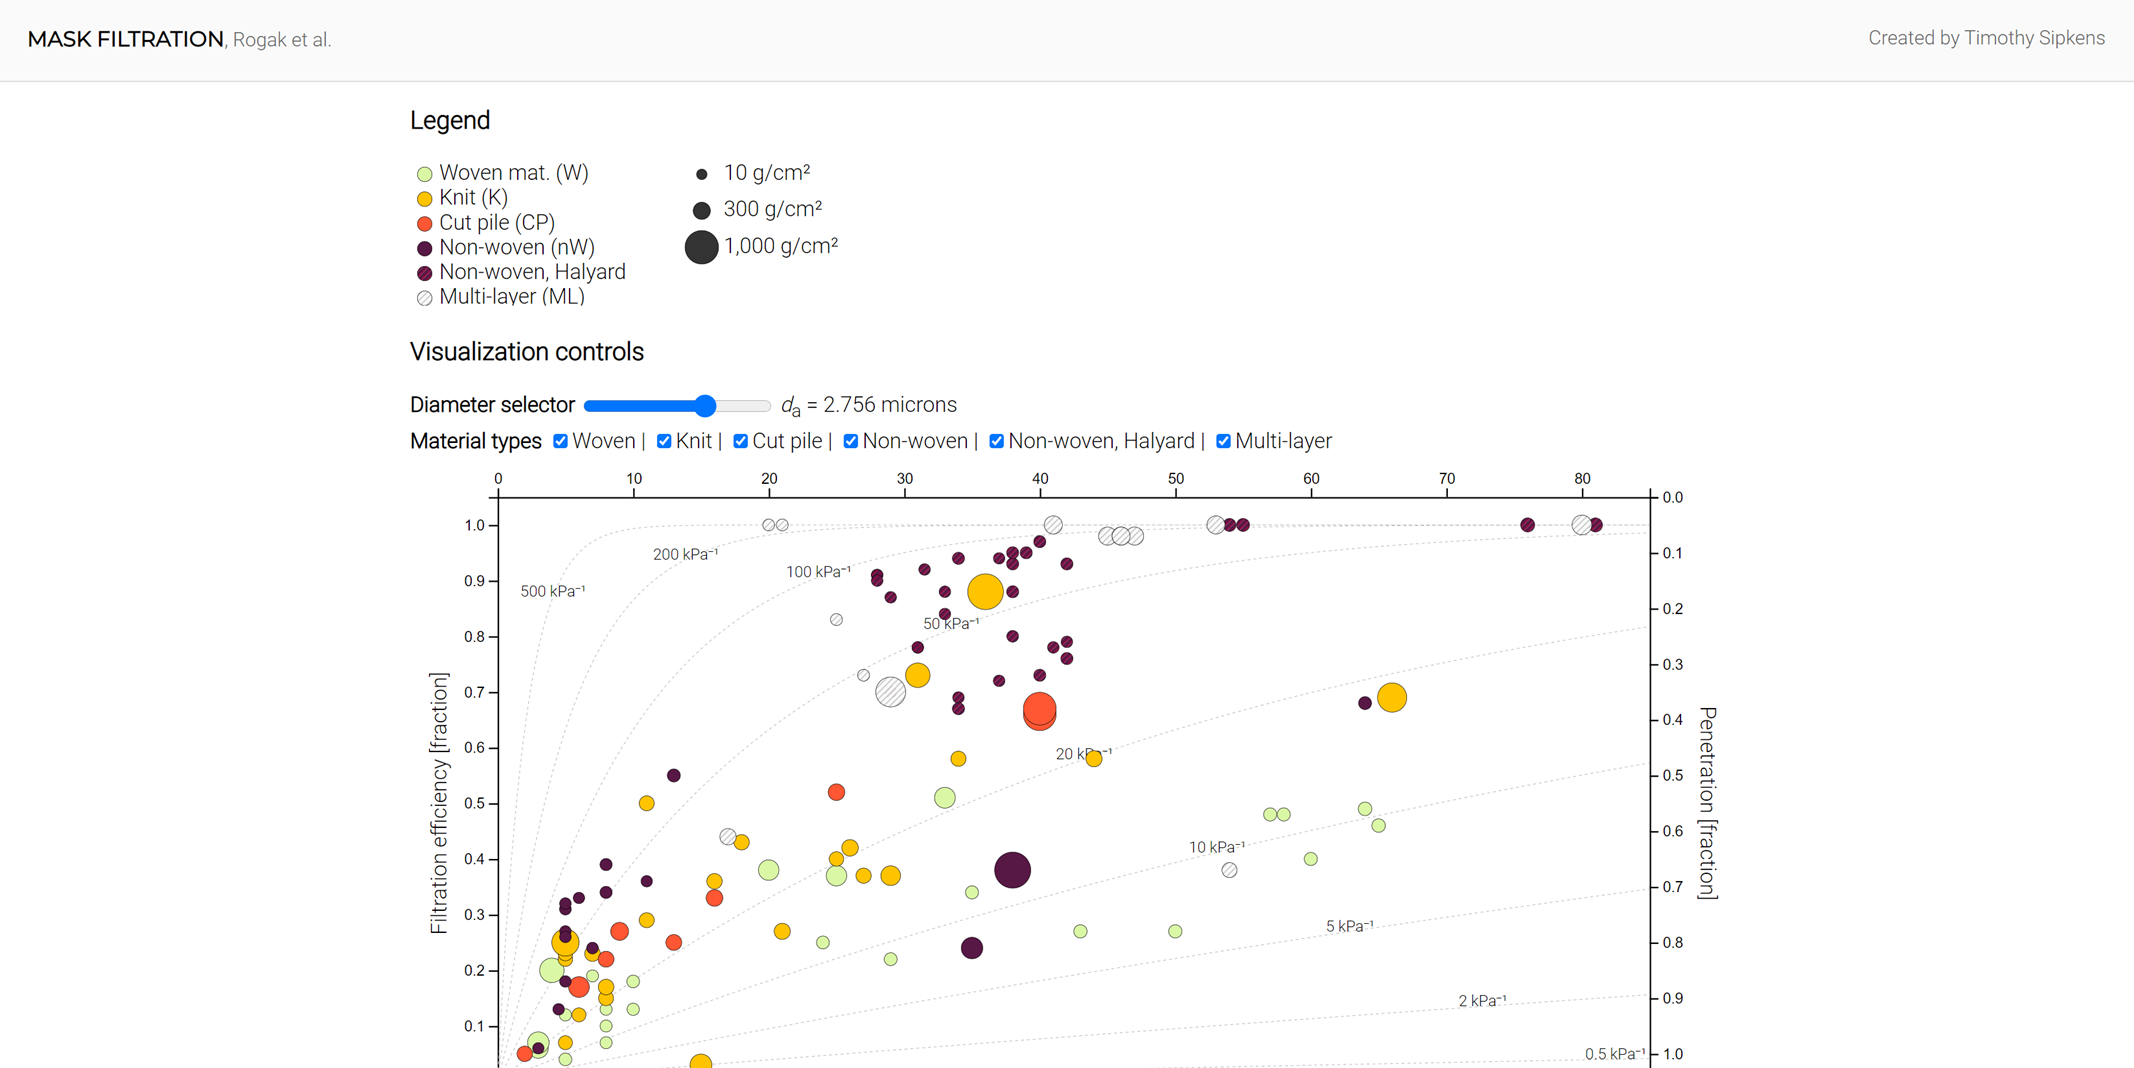 MASK FILTRATION, Rogak et al.
Created by Timothy Sipkens
Legend
Woven mat. (W)
Knit (K)
Cut pile (CP)
Non-woven (nW)
Non-woven, Halyard
Multi-layer (ML)
10 g/cm²
300 g/cm²
1,000 g/cm²
Visualization controls
Diameter selector dₐ = 2.756 microns
Material types Woven | Knit | Cut pile | Non-woven | Non-woven, Halyard | Multi-layer
0 10 20 30 40 50 60 70 80
Filtration efficiency [fraction]
1.0
0.9
0.8
0.7
0.6
0.5
0.4
0.3
0.2
0.1
500 kPa⁻¹
200 kPa⁻¹
100 kPa⁻¹
50 kPa⁻¹
20 kPa⁻¹
10 kPa⁻¹
5 kPa⁻¹
2 kPa⁻¹
0.5 kPa⁻¹
0.0
0.1
0.2
0.3
0.4
0.5
0.6
0.7
0.8
0.9
1.0
Penetration [fraction]